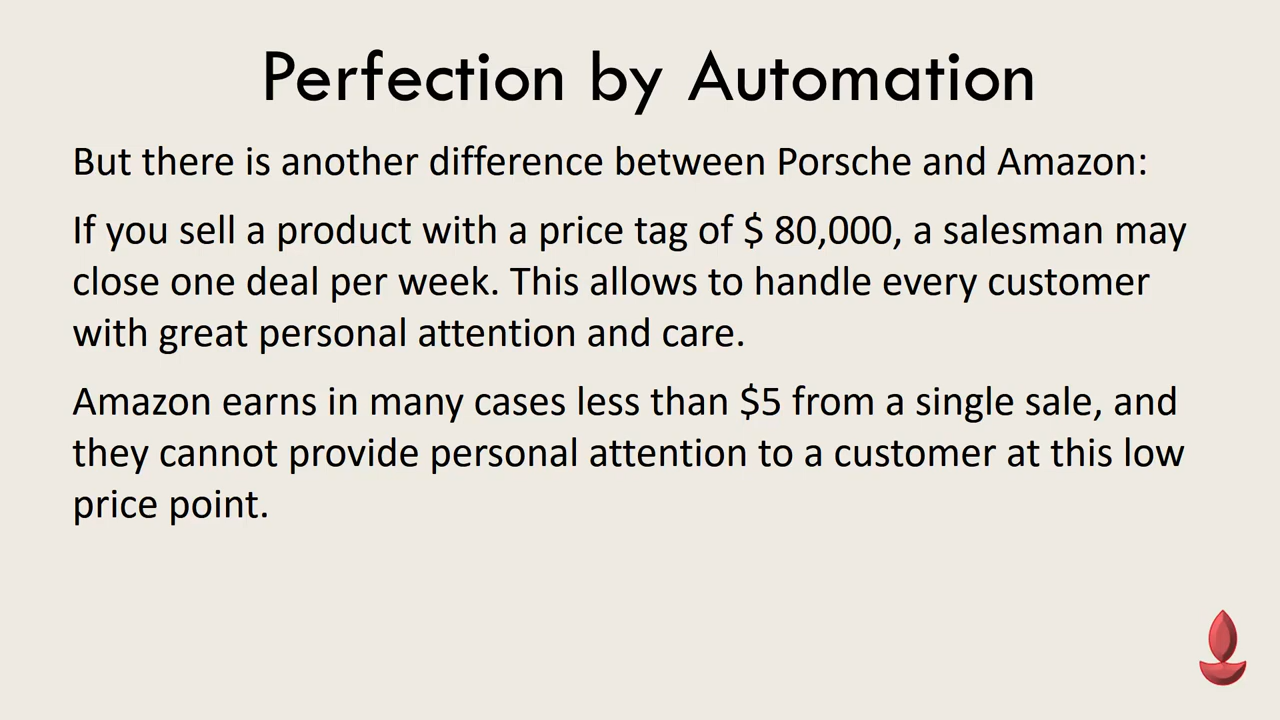 Perfection by Automation
But there is another difference between Porsche and Amazon:
If you sell a product with a price tag of $ 80,000, a salesman may
close one deal per week. This allows to handle every customer
with great personal attention and care.
Amazon earns in many cases less than $5 from a single sale, and
they cannot provide personal attention to a customer at this low
price point.